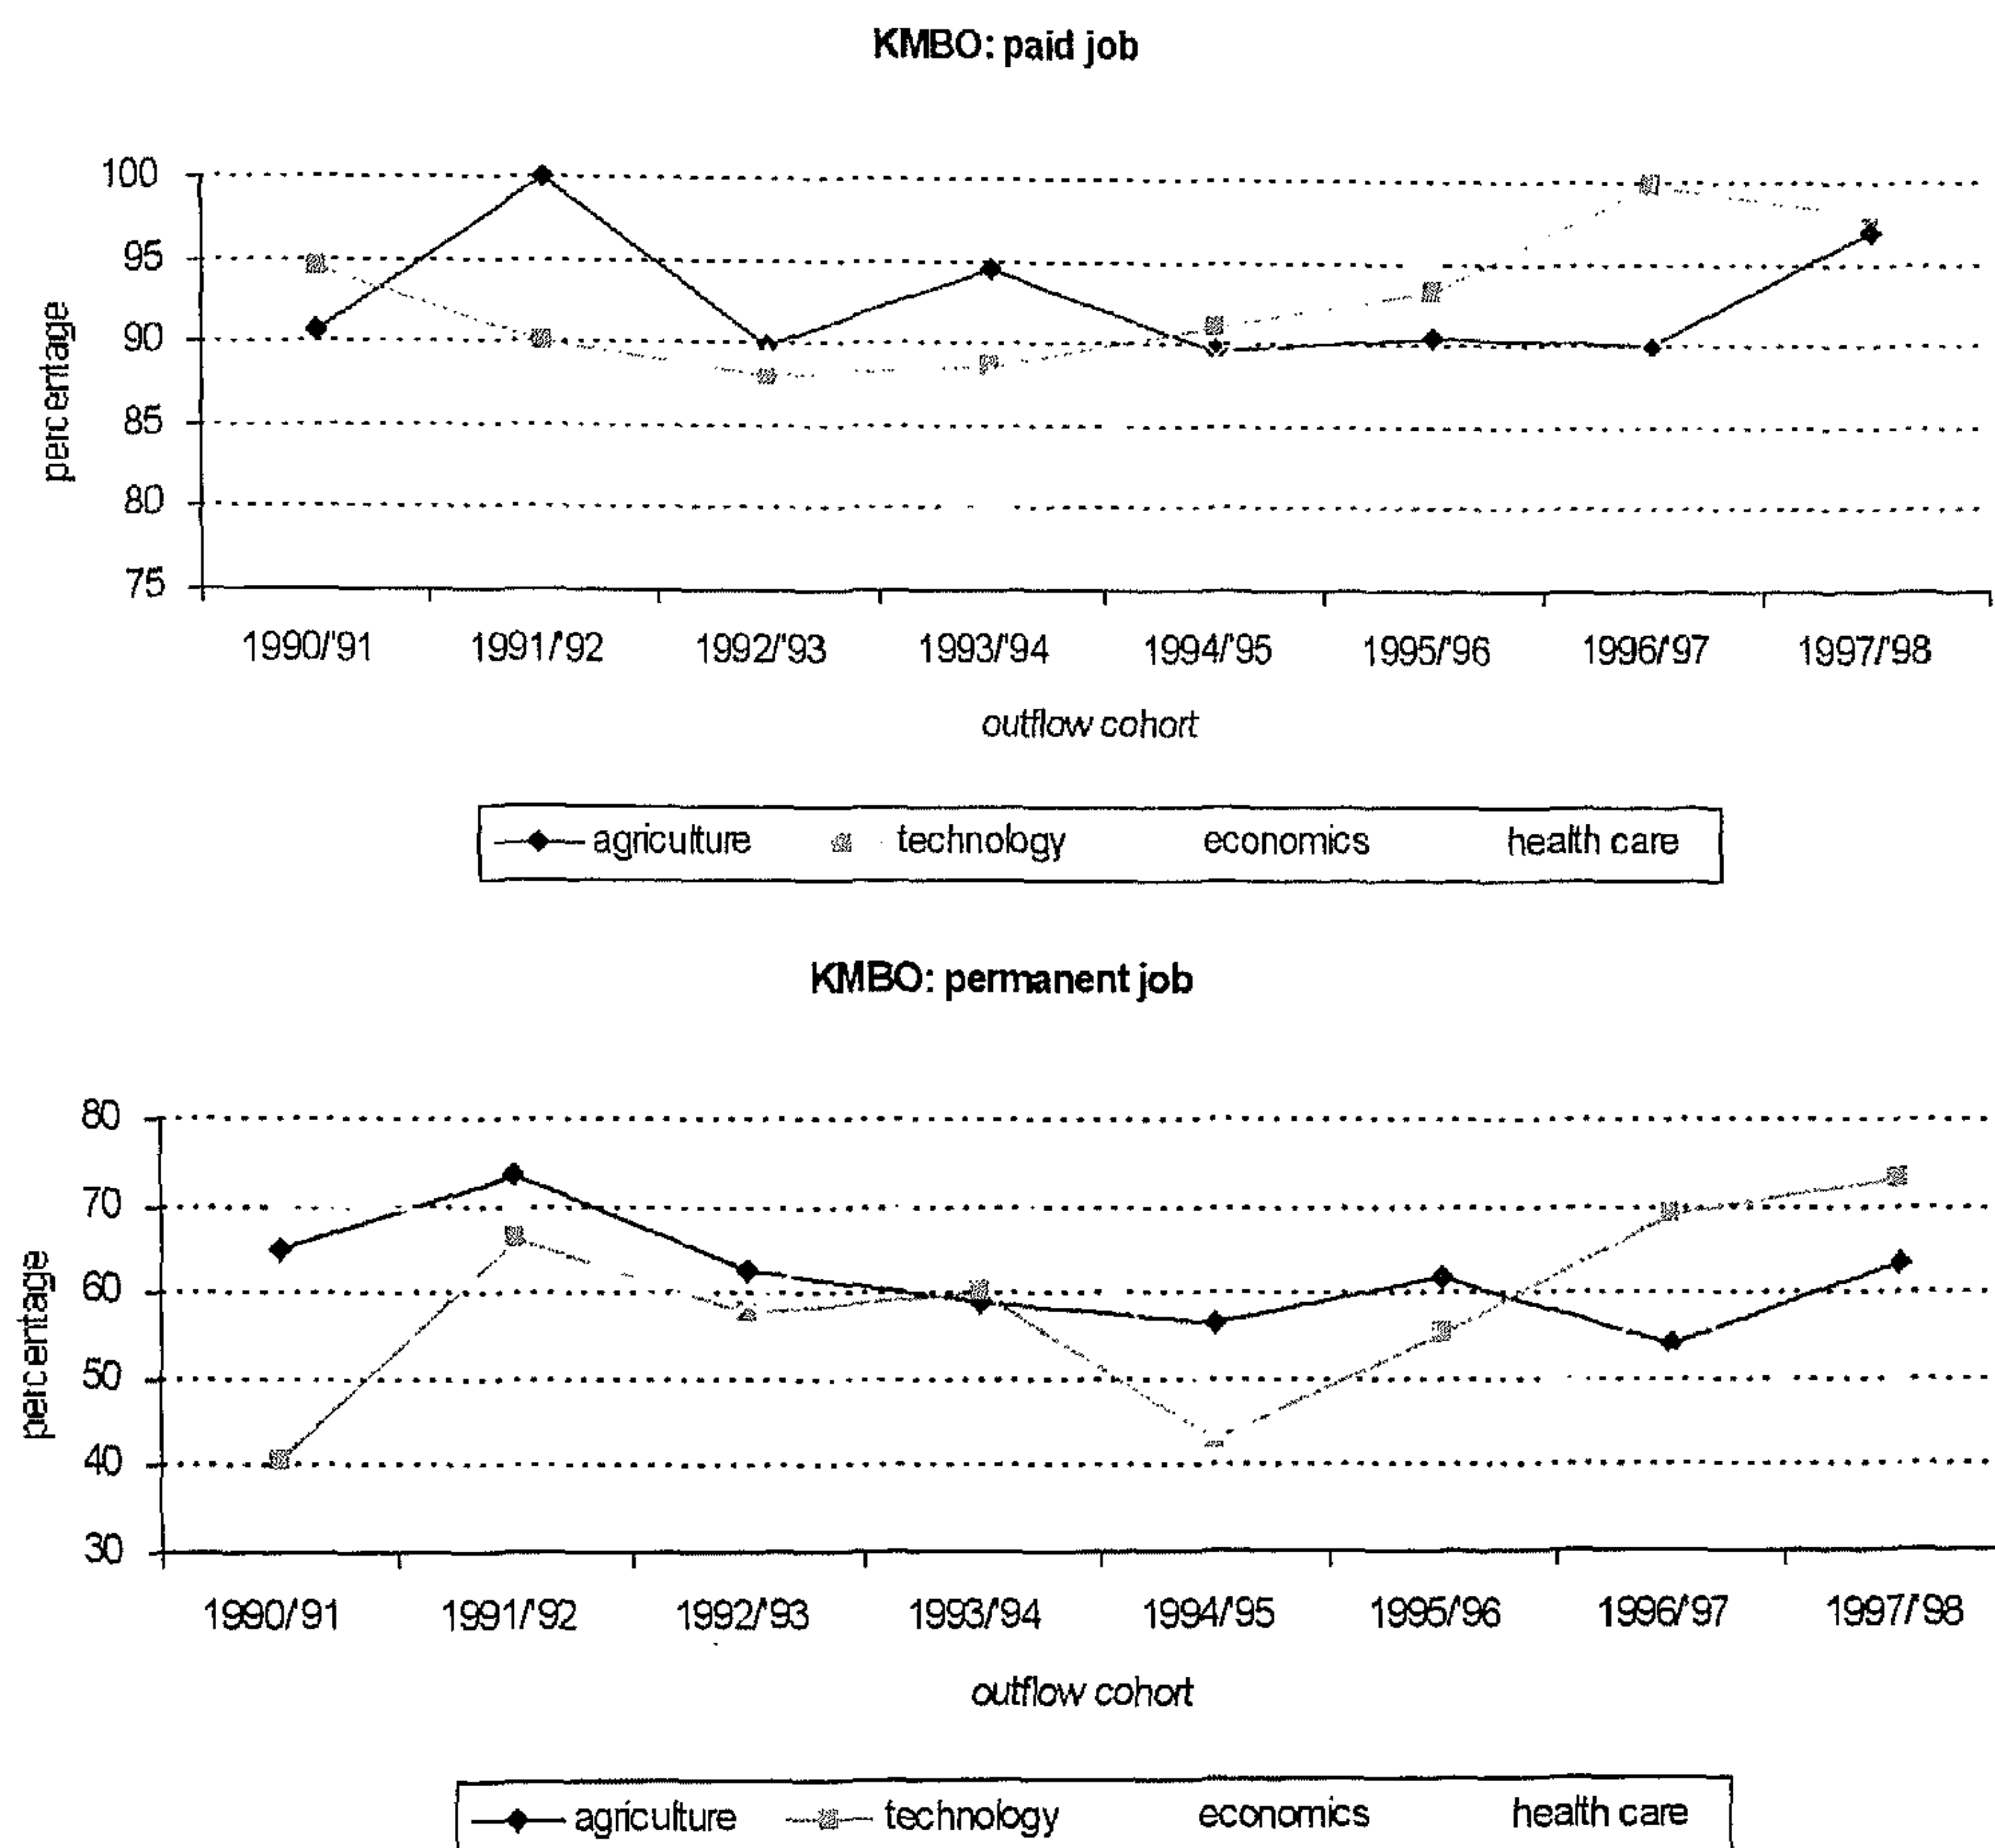 KMBO: paid job
100
95
90
85
80
75
percentage
1990/'91 1991/'92 1992/'93 1993/'94 1994/'95 1995/'96 1996/'97 1997/'98
outflow cohort
agriculture technology economics health care
KMBO: permanent job
80
70
60
50
40
30
percentage
1990/'91 1991/'92 1992/'93 1993/'94 1994/'95 1995/'96 1996/'97 1997/'98
outflow cohort
agriculture technology economics health care